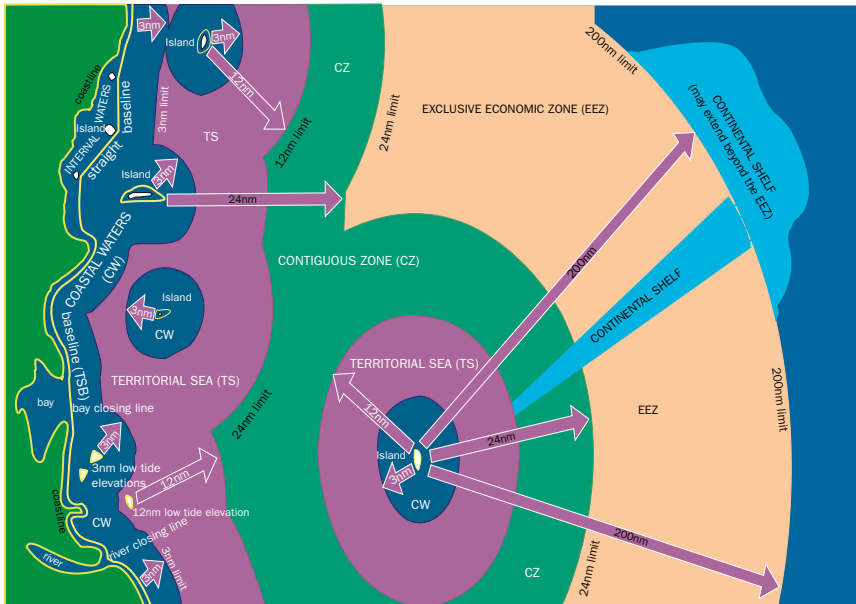 3nm
Island
3nm
200nm limit
CZ
coastline
baseline
3nm limit
12nm
24nm limit
EXCLUSIVE ECONOMIC ZONE (EEZ)
CONTINENTAL SHELF
(may extend beyond the
EEZ)
INTERNAL WATERS
Island
TS
12nm limit
straight
Island
3nm
24nm
COASTAL WATERS
(CW)
CONTIGUOUS ZONE (CZ)
200nm
Island
3nm
CW
CONTINENTAL SHELF
baseline (TSB)
TERRITORIAL SEA (TS)
TERRITORIAL SEA (TS)
200nm limit
bay
bay closing line
24nm limit
12nm
EEZ
3nm
24nm
Island
3nm low tide
elevations
12nm
3nm
CW
coastline
12nm low tide elevation
CW
river closing line
200nm
river
3nm
3nm limit
CZ
24nm limit